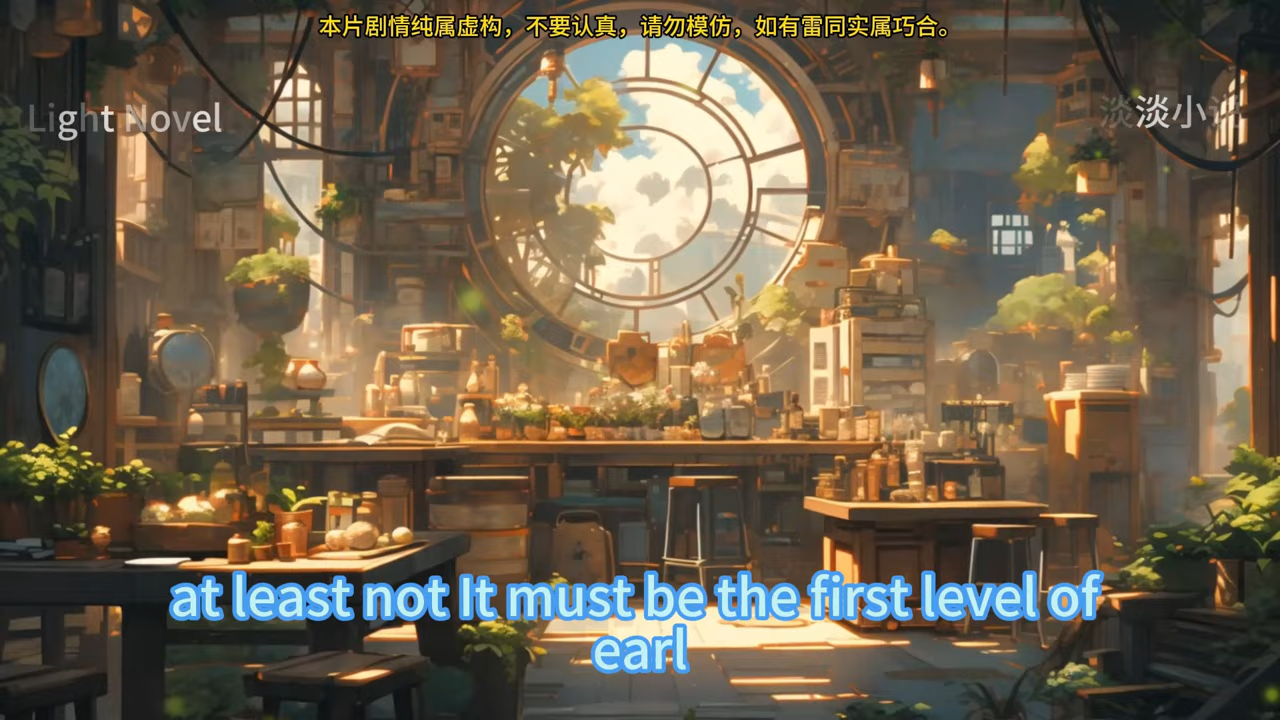 本片剧情纯属虚构，不要认真，请勿模仿，如有雷同实属巧合。
Light Novel
淡淡小说
at least not It must be the first level of
earl